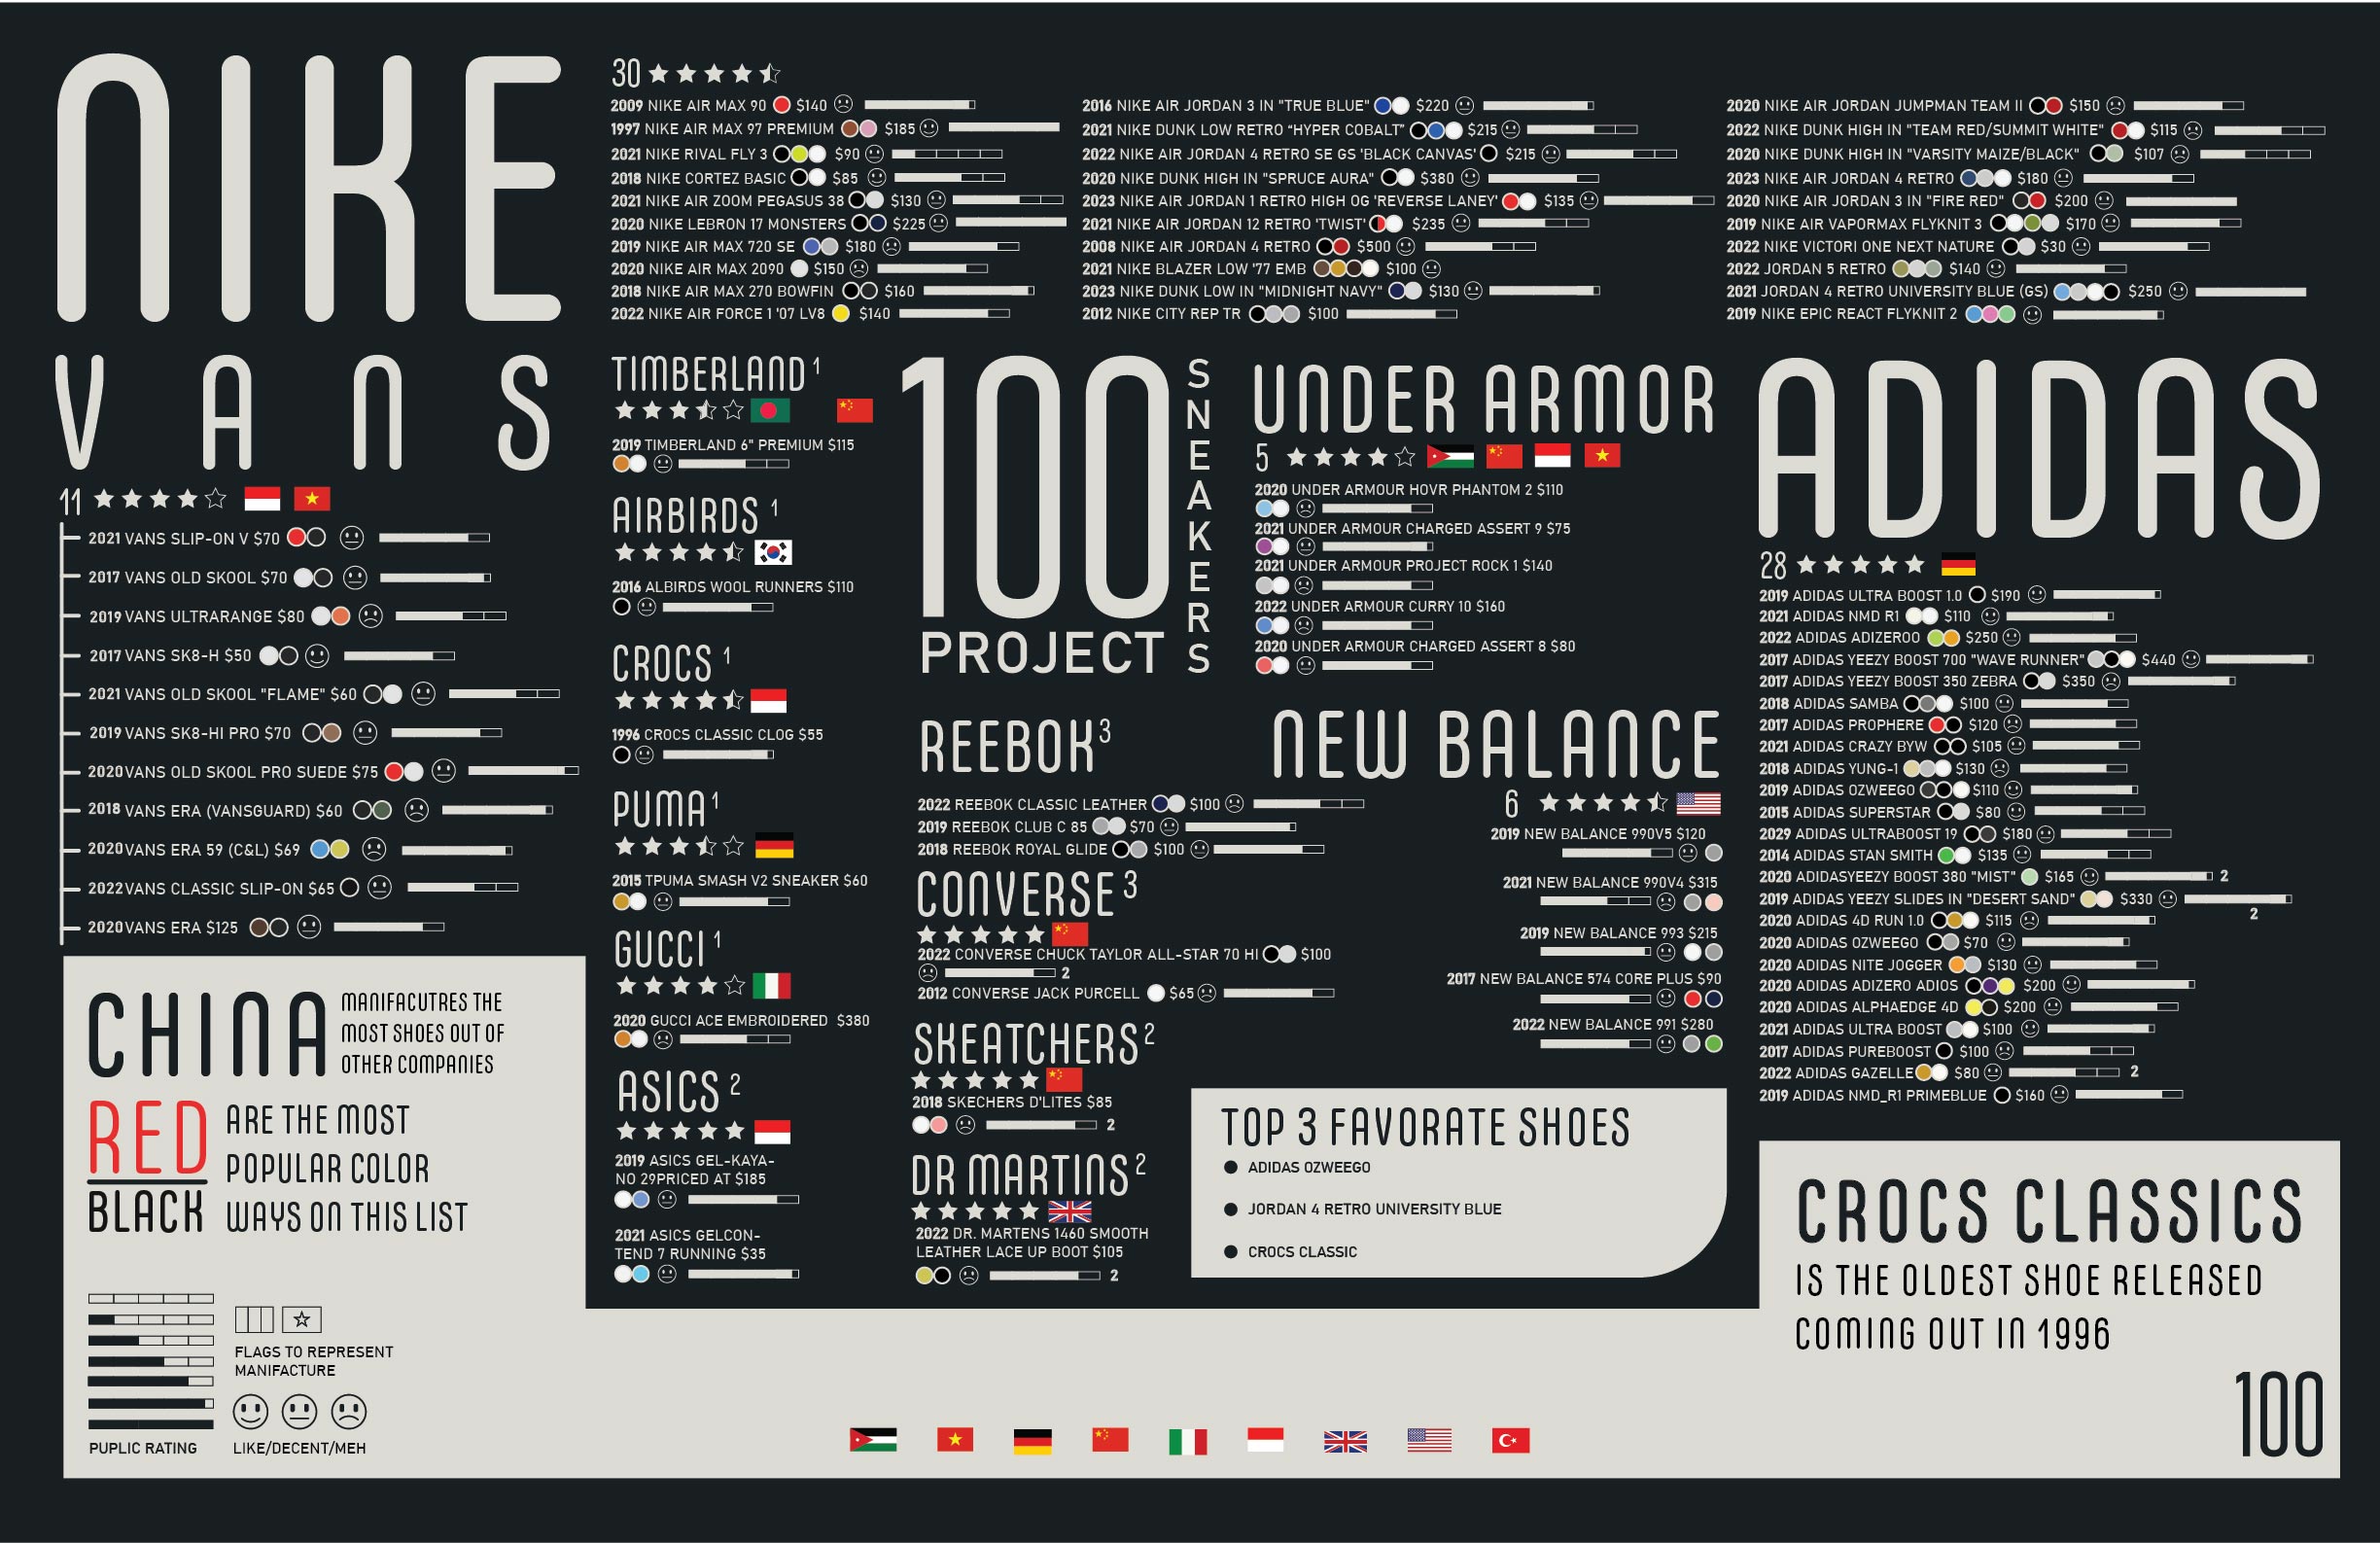 NIKE
30
2009 NIKE AIR MAX 90 $140
1997 NIKE AIR MAX 97 PREMIUM $185
2021 NIKE RIVAL FLY 3 $90
2018 NIKE CORTEZ BASIC $85
2021 NIKE AIR ZOOM PEGASUS 38 $130
2020 NIKE LEBRON 17 MONSTERS $225
2019 NIKE AIR MAX 720 SE $180
2020 NIKE AIR MAX 2090 $150
2018 NIKE AIR MAX 270 BOWFIN $160
2022 NIKE AIR FORCE 1 '07 LV8 $140
2016 NIKE AIR JORDAN 3 IN "TRUE BLUE" $220
2021 NIKE DUNK LOW RETRO “HYPER COBALT” $215
2022 NIKE AIR JORDAN 4 RETRO SE GS 'BLACK CANVAS' $215
2020 NIKE DUNK HIGH IN "SPRUCE AURA" $380
2023 NIKE AIR JORDAN 1 RETRO HIGH OG 'REVERSE LANEY' $135
2021 NIKE AIR JORDAN 12 RETRO 'TWIST' $235
2008 NIKE AIR JORDAN 4 RETRO $500
2021 NIKE BLAZER LOW '77 EMB $100
2023 NIKE DUNK LOW IN "MIDNIGHT NAVY" $130
2012 NIKE CITY REP TR $100
2020 NIKE AIR JORDAN JUMPMAN TEAM II $150
2022 NIKE DUNK HIGH IN "TEAM RED/SUMMIT WHITE" $115
2020 NIKE DUNK HIGH IN "VARSITY MAIZE/BLACK" $107
2023 NIKE AIR JORDAN 4 RETRO $180
2020 NIKE AIR JORDAN 3 IN "FIRE RED" $200
2019 NIKE AIR VAPORMAX FLYKNIT 3 $170
2022 NIKE VICTORI ONE NEXT NATURE $30
2022 JORDAN 5 RETRO $140
2021 JORDAN 4 RETRO UNIVERSITY BLUE (GS) $250
2019 NIKE EPIC REACT FLYKNIT 2
VANS
11
2021 VANS SLIP-ON V $70
2017 VANS OLD SKOOL $70
2019 VANS ULTRARANGE $80
2017 VANS SK8-H $50
2021 VANS OLD SKOOL "FLAME" $60
2019 VANS SK8-HI PRO $70
2020 VANS OLD SKOOL PRO SUEDE $75
2018 VANS ERA (VANSGUARD) $60
2020 VANS ERA 59 (C&L) $69
2022 VANS CLASSIC SLIP-ON $65
2020 VANS ERA $125
TIMBERLAND 1
2019 TIMBERLAND 6" PREMIUM $115
AIRBIRDS 1
2016 ALBIRDS WOOL RUNNERS $110
CROCS 1
1996 CROCS CLASSIC CLOG $55
PUMA 1
2015 TPUMA SMASH V2 SNEAKER $60
GUCCI 1
2020 GUCCI ACE EMBROIDERED $380
ASICS 2
2019 ASICS GEL-KAYA-
NO 29PRICED AT $185
2021 ASICS GELCON-
TEND 7 RUNNING $35
100
SNEAKERS
PROJECT
REEBOK 3
2022 REEBOK CLASSIC LEATHER $100
2019 REEBOK CLUB C 85 $70
2018 REEBOK ROYAL GLIDE $100
CONVERSE 3
2022 CONVERSE CHUCK TAYLOR ALL-STAR 70 HI $100
2
2012 CONVERSE JACK PURCELL $65
SKEATCHERS 2
2018 SKECHERS D'LITES $85
2
DR MARTINS 2
2022 DR. MARTENS 1460 SMOOTH
LEATHER LACE UP BOOT $105
2
UNDER ARMOR
5
2020 UNDER ARMOUR HOVR PHANTOM 2 $110
2021 UNDER ARMOUR CHARGED ASSERT 9 $75
2021 UNDER ARMOUR PROJECT ROCK 1 $140
2022 UNDER ARMOUR CURRY 10 $160
2020 UNDER ARMOUR CHARGED ASSERT 8 $80
NEW BALANCE
6
2019 NEW BALANCE 990V5 $120
2021 NEW BALANCE 990V4 $315
2019 NEW BALANCE 993 $215
2017 NEW BALANCE 574 CORE PLUS $90
2022 NEW BALANCE 991 $280
ADIDAS
28
2019 ADIDAS ULTRA BOOST 1.0 $190
2021 ADIDAS NMD R1 $110
2022 ADIDAS ADIZEROO $250
2017 ADIDAS YEEZY BOOST 700 "WAVE RUNNER" $440
2017 ADIDAS YEEZY BOOST 350 ZEBRA $350
2018 ADIDAS SAMBA $100
2017 ADIDAS PROPHERE $120
2021 ADIDAS CRAZY BYW $105
2018 ADIDAS YUNG-1 $130
2019 ADIDAS OZWEEGO $110
2015 ADIDAS SUPERSTAR $80
2029 ADIDAS ULTRABOOST 19 $180
2014 ADIDAS STAN SMITH $135
2020 ADIDASYEEZY BOOST 380 "MIST" $165 2
2019 ADIDAS YEEZY SLIDES IN "DESERT SAND" $330
2
2020 ADIDAS 4D RUN 1.0 $115
2020 ADIDAS OZWEEGO $70
2020 ADIDAS NITE JOGGER $130
2020 ADIDAS ADIZERO ADIOS $200
2020 ADIDAS ALPHAEDGE 4D $200
2021 ADIDAS ULTRA BOOST $100
2017 ADIDAS PUREBOOST $100
2022 ADIDAS GAZELLE $80 2
2019 ADIDAS NMD_R1 PRIMEBLUE $160
CHINA
MANIFACUTRES THE
MOST SHOES OUT OF
OTHER COMPANIES
RED
BLACK
ARE THE MOST
POPULAR COLOR
WAYS ON THIS LIST
PUPLIC RATING
FLAGS TO REPRESENT
MANIFACTURE
LIKE/DECENT/MEH
TOP 3 FAVORATE SHOES
ADIDAS OZWEEGO
JORDAN 4 RETRO UNIVERSITY BLUE
CROCS CLASSIC
CROCS CLASSICS
IS THE OLDEST SHOE RELEASED
COMING OUT IN 1996
100